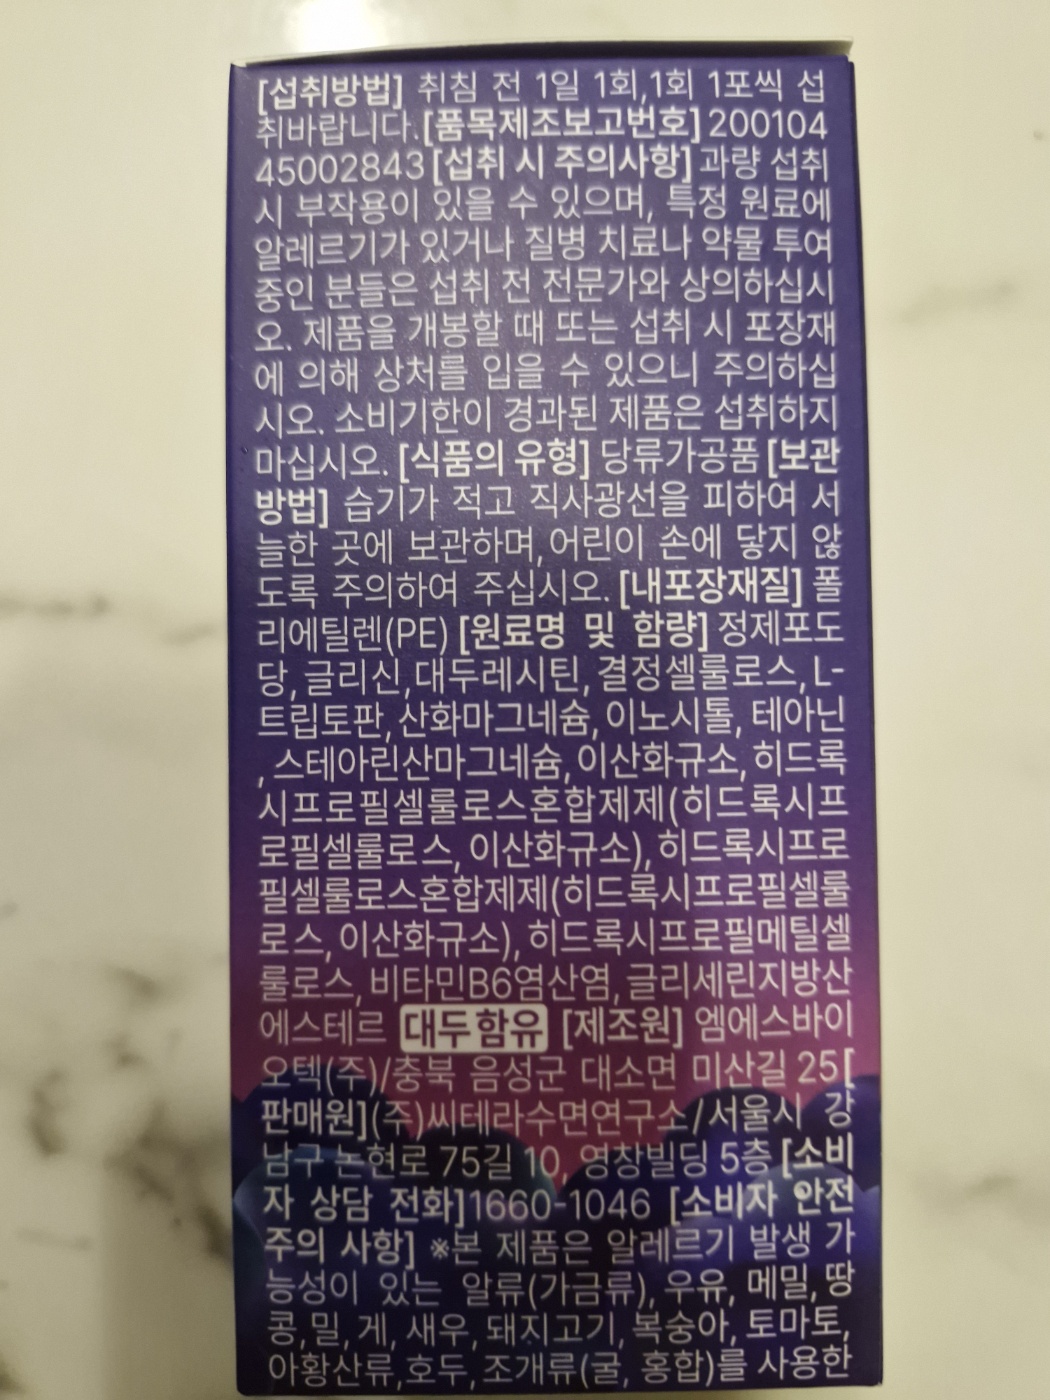 [섭취방법] 취침 전 1일 1회,1회 1포씩 섭
취바랍니다.[품목제조보고번호]200104
45002843[섭취 시 주의사항]과량 섭취
시 부작용이 있을 수 있으며, 특정 원료에
알레르기가 있거나 질병 치료나 약물 투여
중인 분들은 섭취 전 전문가와 상의하십시
오. 제품을 개봉할 때 또는 섭취 시 포장재
에 의해 상처를 입을 수 있으니 주의하십
시오. 소비기한이 경과된 제품은 섭취하지
마십시오. [식품의 유형] 당류가공품 [보관
방법] 습기가 적고 직사광선을 피하여 서
늘한 곳에 보관하며,어린이 손에 닿지 않
도록 주의하여 주십시오. [내포장재질] 폴
리에틸렌(PE) [원료명 및 함량] 정제포도
당, 글리신,대두레시틴, 결정셀룰로스, L-
트립토판, 산화마그네슘, 이노시톨, 테아닌
, 스테아린산마그네슘, 이산화규소, 히드록
시프로필셀룰로스혼합제제(히드록시프
로필셀룰로스, 이산화규소), 히드록시프로
필셀룰로스혼합제제(히드록시프로필셀룰
로스, 이산화규소), 히드록시프로필메틸셀
룰로스, 비타민B6염산염, 글리세린지방산
에스테르 대두함유 [제조원] 엠에스바이
오텍(주)/충북 음성군 대소면 미산길 25[
판매원](주)씨테라수면연구소/서울시 강
남구 논현로 75길 10, 영창빌딩 5층 [소비
자 상담 전화]1660-1046 [소비자 안전
주의 사항] ※본 제품은 알레르기 발생 가
능성이 있는 알류(가금류), 우유, 메밀, 땅
콩,밀, 게, 새우, 돼지고기, 복숭아, 토마토,
아황산류, 호두, 조개류(굴, 홍합)를 사용한